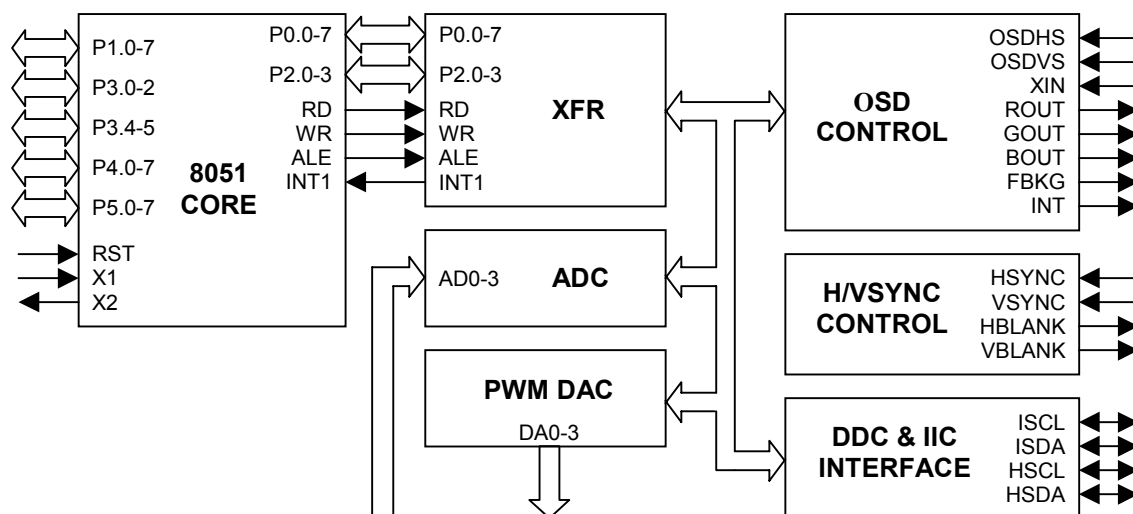 P1.0-7
P3.0-2
P3.4-5
P4.0-7
P5.0-7
RST
X1
X2
8051
CORE
P0.0-7
P2.0-3
RD
WR
ALE
INT1
P0.0-7
P2.0-3
RD
WR
ALE
INT1
XFR
AD0-3
ADC
PWM DAC
DA0-3
OSD
CONTROL
OSDHS
OSDVS
XIN
ROUT
GOUT
BOUT
FBKG
INT
H/VSYNC
CONTROL
HSYNC
VSYNC
HBLANK
VBLANK
DDC & IIC
INTERFACE
ISCL
ISDA
HSCL
HSDA